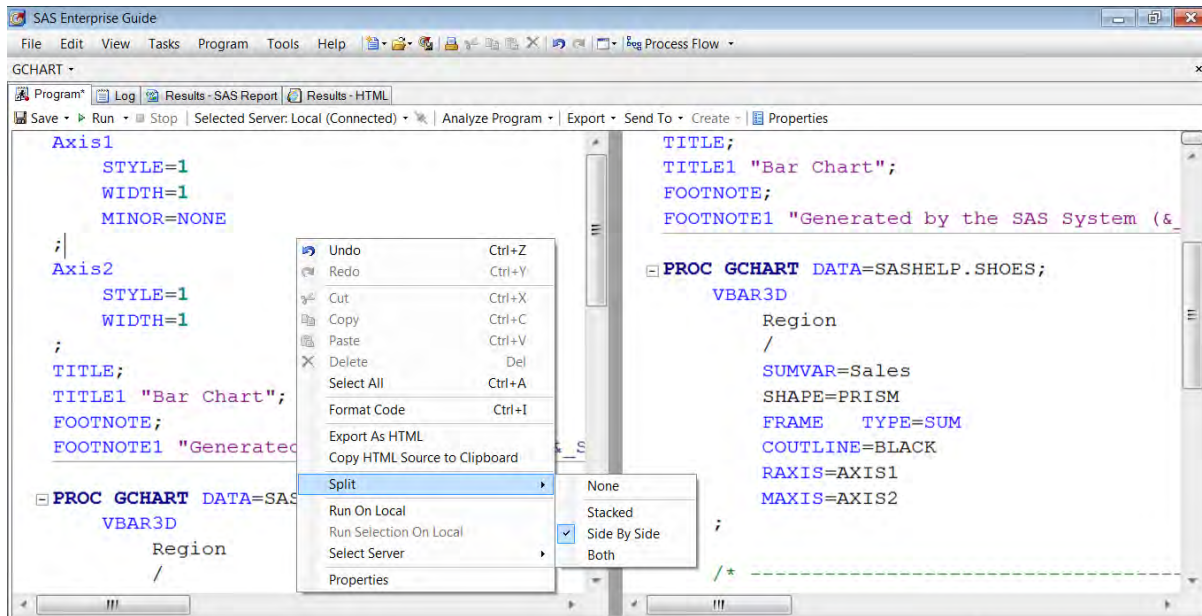 SAS Enterprise Guide
File Edit View Tasks Program Tools Help Process Flow
GCHART
Program* Log Results - SAS Report Results - HTML
Save Run Stop Selected Server: Local (Connected) Analyze Program Export Send To Create Properties
Axis1
STYLE=1
WIDTH=1
MINOR=NONE
;
Axis2
STYLE=1
WIDTH=1
;
TITLE;
TITLE1 "Bar Chart";
FOOTNOTE;
FOOTNOTE1 "Generated &_S
PROC GCHART DATA=SAS
VBAR3D
Region
/
Undo Ctrl+Z
Redo Ctrl+Y
Cut Ctrl+X
Copy Ctrl+C
Paste Ctrl+V
Delete Del
Select All Ctrl+A
Format Code Ctrl+I
Export As HTML
Copy HTML Source to Clipboard
Split
Run On Local
Run Selection On Local
Select Server
Properties
None
Stacked
Side By Side
Both
TITLE;
TITLE1 "Bar Chart";
FOOTNOTE;
FOOTNOTE1 "Generated by the SAS System (&_
PROC GCHART DATA=SASHELP.SHOES;
VBAR3D
Region
/
SUMVAR=Sales
SHAPE=PRISM
FRAME TYPE=SUM
COUTLINE=BLACK
RAXIS=AXIS1
MAXIS=AXIS2
;
/* -----------------------------------